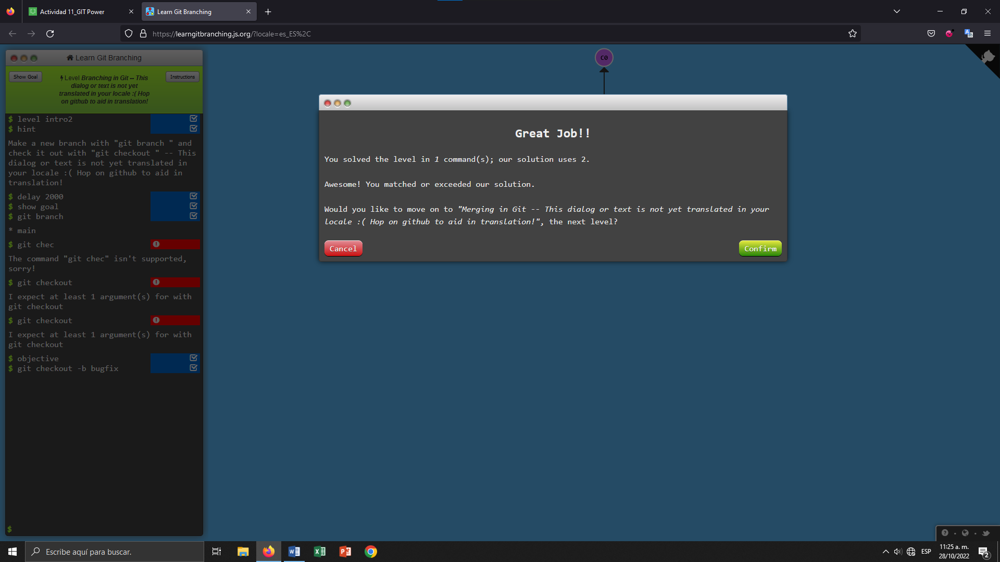 Actividad 11_GIT Power
Learn Git Branching
https://learngitbranching.js.org/?locale=es_ES%2C
Learn Git Branching
Show Goal
Level Branching in Git -- This
dialog or text is not yet
translated in your locale :( Hop
on github to aid in translation!
Instructions
$ level intro2
$ hint
Make a new branch with "git branch " and
check it out with "git checkout " -- This
dialog or text is not yet translated in
your locale :( Hop on github to aid in
translation!
$ delay 2000
$ show goal
$ git branch
* main
$ git chec
The command "git chec" isn't supported,
sorry!
$ git checkout
I expect at least 1 argument(s) for with
git checkout
$ git checkout
I expect at least 1 argument(s) for with
git checkout
$ objective
$ git checkout -b bugfix
$
C0
Great Job!!
You solved the level in 1 command(s); our solution uses 2.
Awesome! You matched or exceeded our solution.
Would you like to move on to "Merging in Git -- This dialog or text is not yet translated in your
locale :( Hop on github to aid in translation!", the next level?
Cancel
Confirm
Escribe aquí para buscar.
ESP
11:25 a. m.
28/10/2022
2